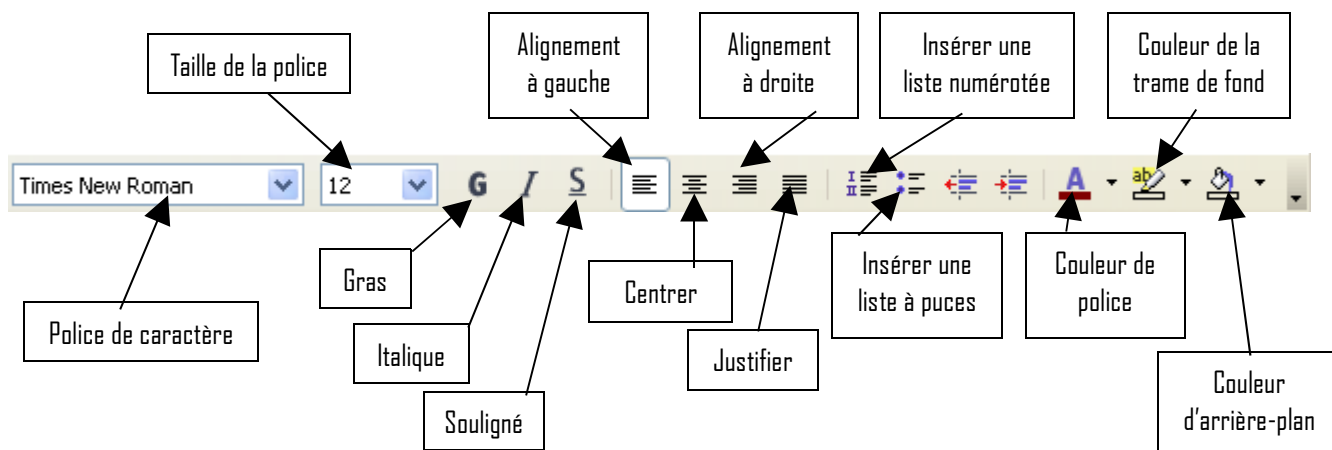 Taille de la police
Alignement
à gauche
Alignement
à droite
Insérer une
liste numérotée
Couleur de la
trame de fond
Times New Roman
12
G
I
S
A
ab
Police de caractère
Gras
Italique
Souligné
Centrer
Justifier
Insérer une
liste à puces
Couleur de
police
Couleur
d'arrière-plan